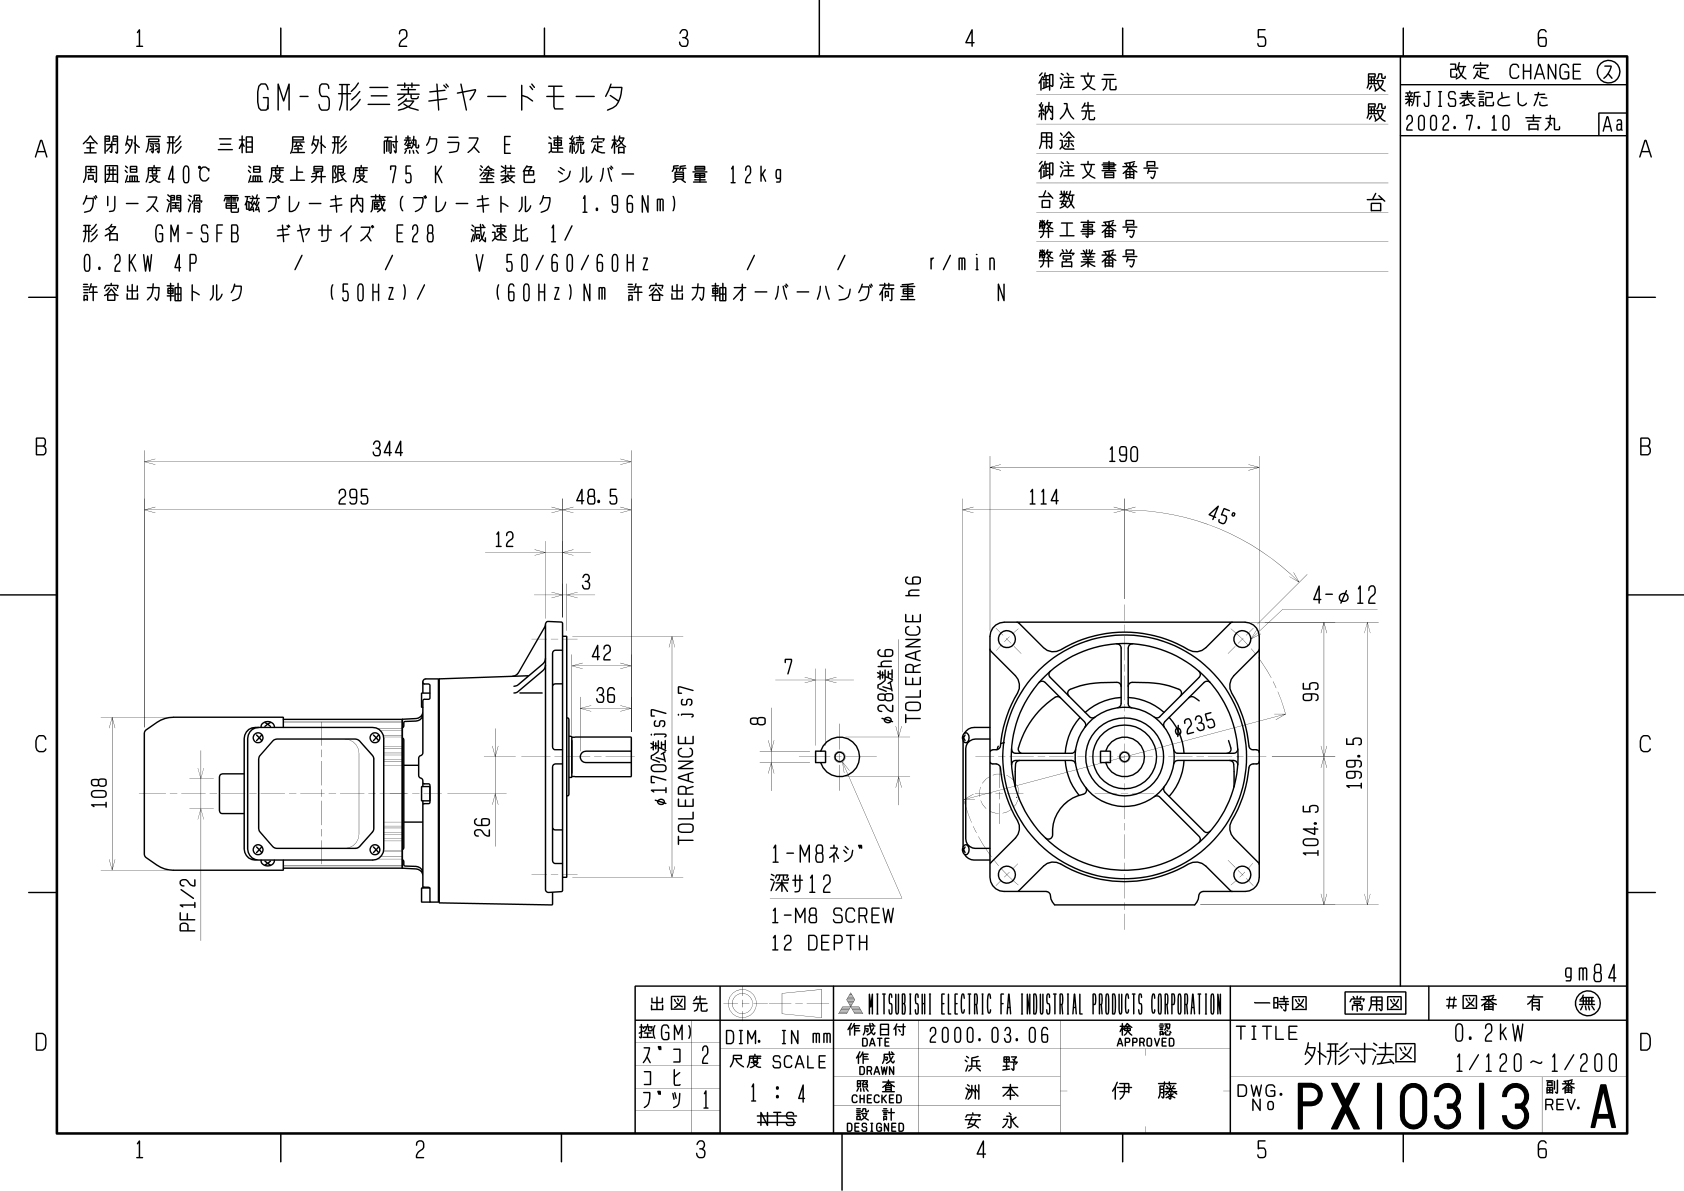 1 2 3 4 5 6
GM-S形三菱ギヤードモータ
全閉外扇形 三相 屋外形 耐熱クラス E 連続定格
周囲温度40℃ 温度上昇限度 75 K 塗装色 シルバー 質量 12kg
グリース潤滑 電磁ブレーキ内蔵(ブレーキトルク 1.96Nm)
形名 GM-SFB ギヤサイズ E28 減速比 1/
0.2KW 4P / / V 50/60/60Hz / / r/min
許容出力軸トルク (50Hz)/ (60Hz)Nm 許容出力軸オーバーハング荷重 N
御注文元 殿
納入先 殿
用途
御注文書番号
台数 台
弊工事番号
弊営業番号
改定 CHANGE ス
新JIS表記とした
2002.7.10 吉丸 Aa
A A
B B
C C
D D
344
295 48.5
12
3
42
36
108
26
PF1/2
φ170公差js7
TOLERANCE js7
7
8
φ28公差h6
TOLERANCE h6
1-M8ネジ
深サ12
1-M8 SCREW
12 DEPTH
190
114
45°
4-φ12
φ235
95
104.5
199.5
gm84
出図先
控(GM)
ズコ 2
コヒ
ブツ 1
DIM. IN mm
尺度 SCALE
1 : 4
NTS
MITSUBISHI ELECTRIC FA INDUSTRIAL PRODUCTS CORPORATION
作成日付 DATE 2000.03.06
作成 DRAWN 浜野
照査 CHECKED 洲本
設計 DESIGNED 安永
検認 APPROVED
伊藤
一時図 常用図 #図番 有 無
TITLE 0.2kW
外形寸法図 1/120~1/200
DWG. No PX10313 副番 REV. A
1 2 3 4 5 6